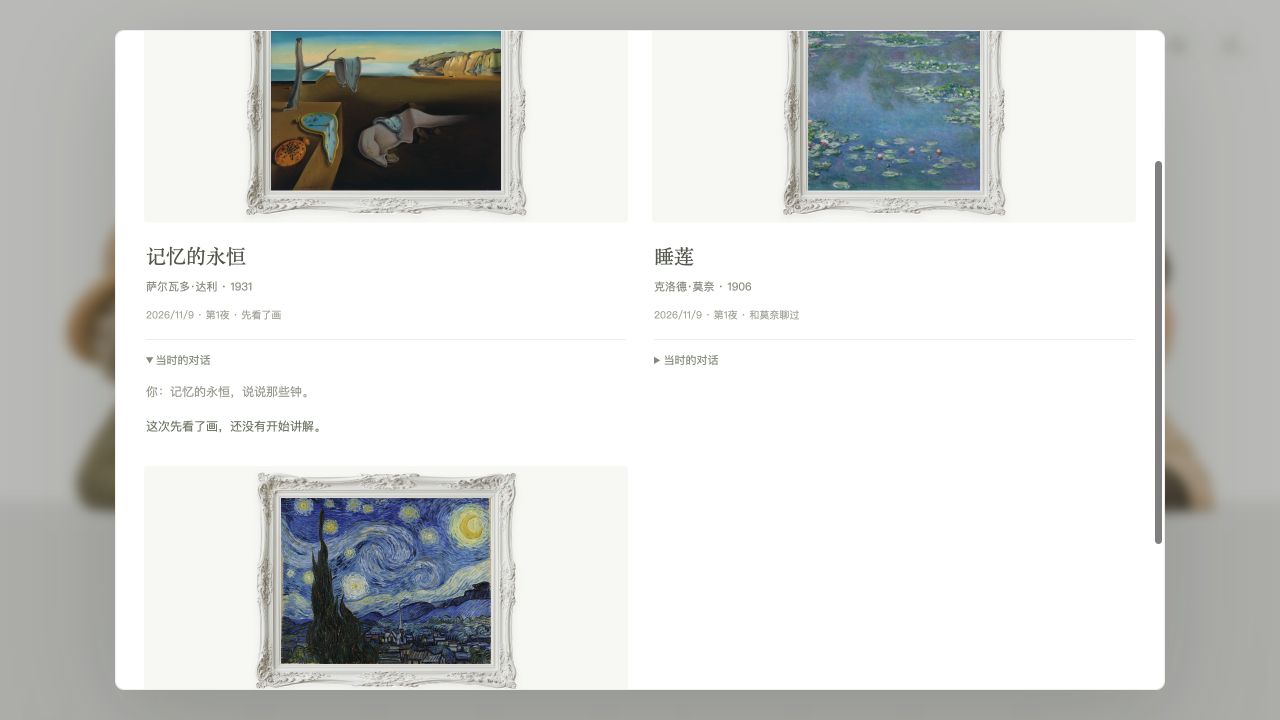 记忆的永恒
萨尔瓦多·达利 · 1931
2026/11/9 · 第1夜 · 先看了画
▼当时的对话
你：记忆的永恒，说说那些钟。
这次先看了画，还没有开始讲解。
睡莲
克洛德·莫奈 · 1906
2026/11/9 · 第1夜 · 和莫奈聊过
▶当时的对话